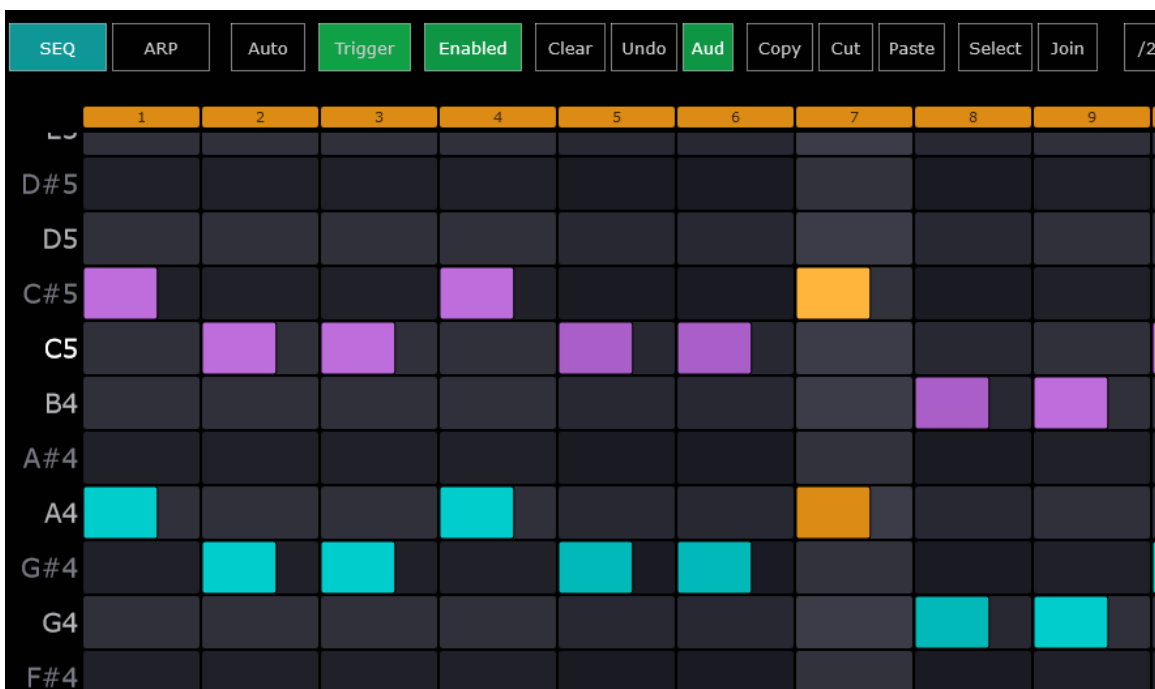 SEQ ARP Auto Trigger Enabled Clear Undo Aud Copy Cut Paste Select Join /2
1 2 3 4 5 6 7 8 9
D#5
D5
C#5
C5
B4
A#4
A4
G#4
G4
F#4